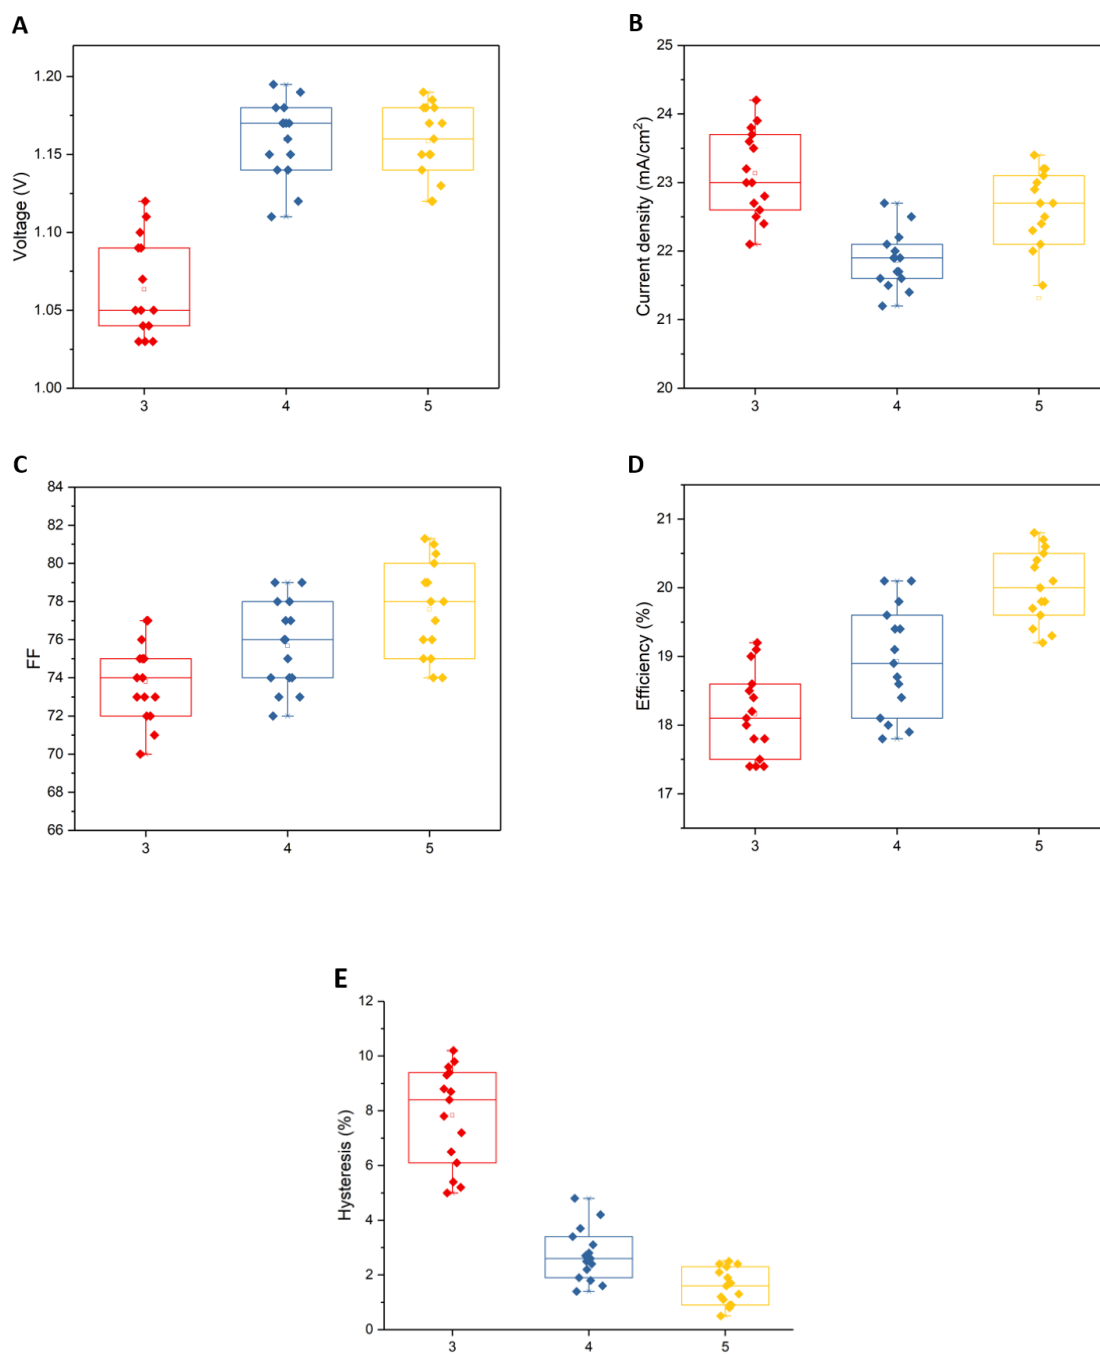 A
1.20
1.15
1.10
1.05
1.00
Voltage (V)
3 4 5
B
25
24
23
22
21
20
Current density (mA/cm²)
3 4 5
C
84
82
80
78
76
74
72
70
68
66
FF
3 4 5
D
21
20
19
18
17
Efficiency (%)
3 4 5
E
12
10
8
6
4
2
0
Hysteresis (%)
3 4 5